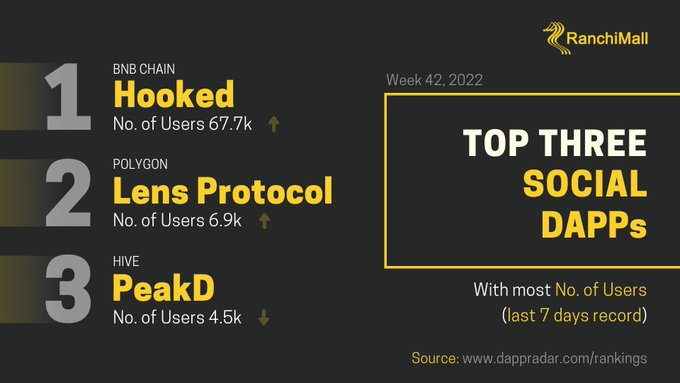 RanchiMall
1
BNB CHAIN
Hooked
No. of Users 67.7k
2
POLYGON
Lens Protocol
No. of Users 6.9k
3
HIVE
PeakD
No. of Users 4.5k
Week 42, 2022
TOP THREE
SOCIAL
DAPPs
With most No. of Users
(last 7 days record)
Source: www.dappradar.com/rankings